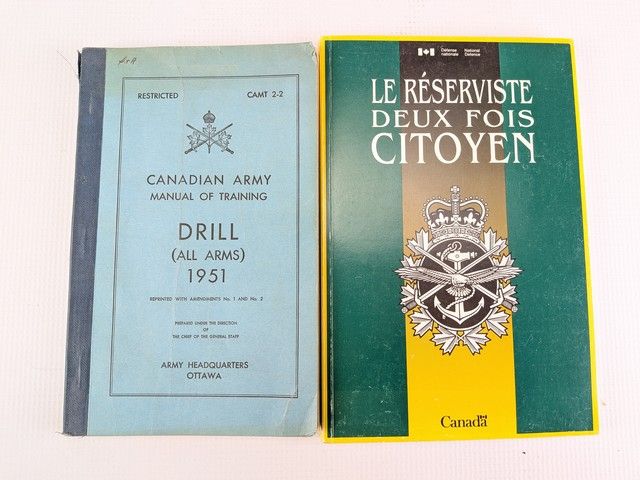 RESTRICTED CAMT 2-2
CANADIAN ARMY
MANUAL OF TRAINING
DRILL
(ALL ARMS)
1951
REPRINTED WITH AMENDMENTS No. 1 AND No. 2
PREPARED UNDER THE DIRECTION
OF
THE CHIEF OF THE GENERAL STAFF
ARMY HEADQUARTERS
OTTAWA
Défense National
nationale Defence
LE RÉSERVISTE
DEUX FOIS
CITOYEN
Canada